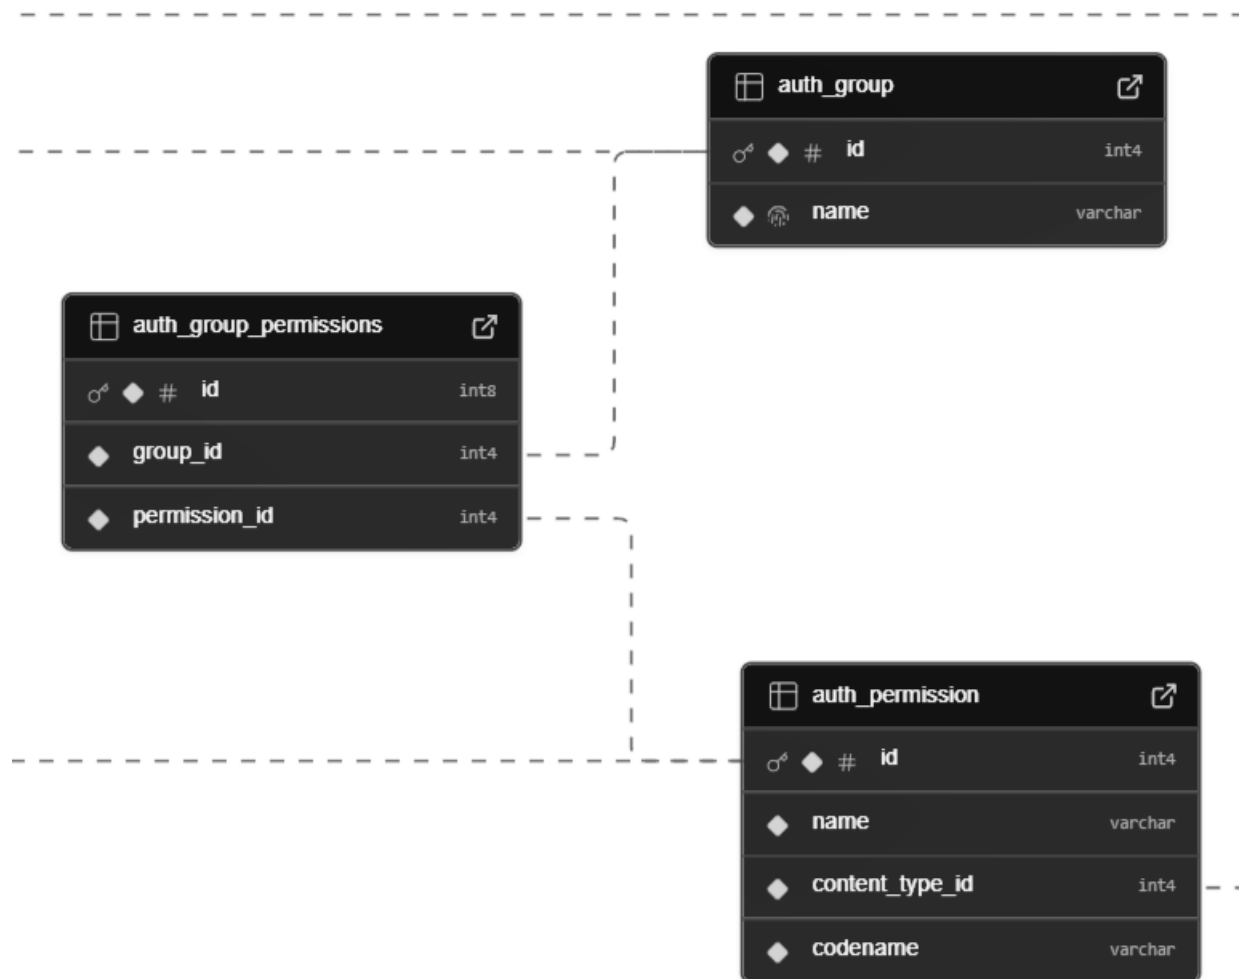 auth_group
# id int4
name varchar
auth_group_permissions
# id int8
group_id int4
permission_id int4
auth_permission
# id int4
name varchar
content_type_id int4
codename varchar